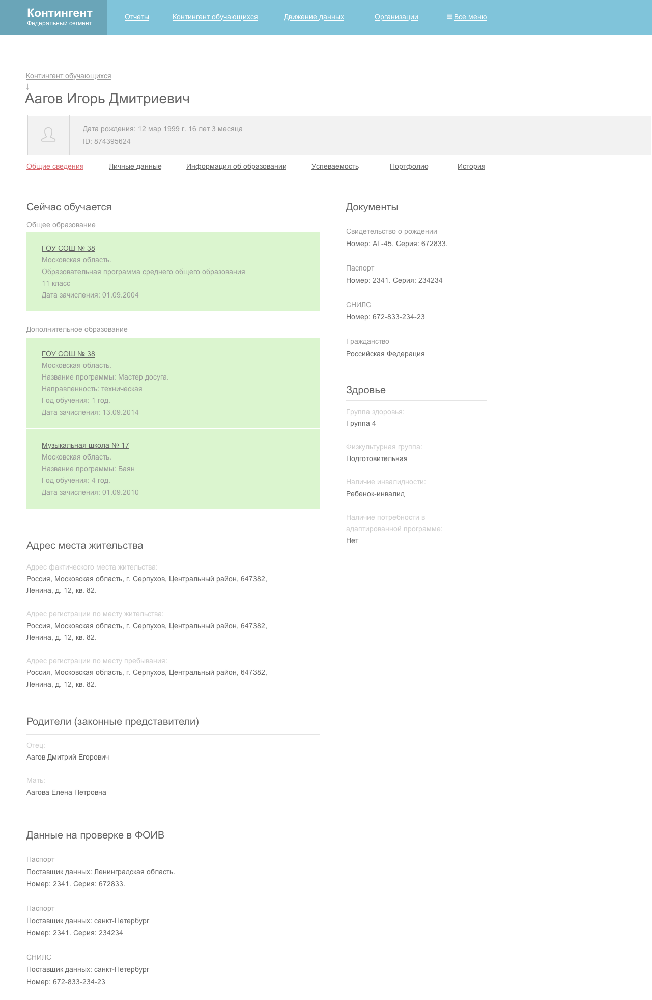 Контингент
Федеральный сегмент
Отчеты
Контингент обучающихся
Движение данных
Организации
Все меню
Контингент обучающихся
↓
Аагов Игорь Дмитриевич
Дата рождения: 12 мар 1999 г. 16 лет 3 месяца
ID: 874395624
Общие сведения
Личные данные
Информация об образовании
Успеваемость
Портфолио
История
Сейчас обучается
Общее образование
ГОУ СОШ № 38
Московская область.
Образовательная программа среднего общего образования
11 класс
Дата зачисления: 01.09.2004
Дополнительное образование
ГОУ СОШ № 38
Московская область.
Название программы: Мастер досуга.
Направленность: техническая
Год обучения: 1 год.
Дата зачисления: 13.09.2014
Музыкальная школа № 17
Московская область.
Название программы: Баян
Год обучения: 4 год.
Дата зачисления: 01.09.2010
Адрес места жительства
Адрес фактического места жительства:
Россия, Московская область, г. Серпухов, Центральный район, 647382,
Ленина, д. 12, кв. 82.
Адрес регистрации по месту жительства:
Россия, Московская область, г. Серпухов, Центральный район, 647382,
Ленина, д. 12, кв. 82.
Адрес регистрации по месту пребывания:
Россия, Московская область, г. Серпухов, Центральный район, 647382,
Ленина, д. 12, кв. 82.
Родители (законные представители)
Отец:
Аагов Дмитрий Егорович
Мать:
Аагова Елена Петровна
Данные на проверке в ФОИВ
Паспорт
Поставщик данных: Ленинградская область.
Номер: 2341. Серия: 672833.
Паспорт
Поставщик данных: санкт-Петербург
Номер: 2341. Серия: 234234
СНИЛС
Поставщик данных: санкт-Петербург
Номер: 672-833-234-23
Документы
Свидетельство о рождении
Номер: АГ-45. Серия: 672833.
Паспорт
Номер: 2341. Серия: 234234
СНИЛС
Номер: 672-833-234-23
Гражданство
Российская Федерация
Здровье
Группа здоровья:
Группа 4
Физкультурная группа:
Подготовительная
Наличие инвалидности:
Ребенок-инвалид
Наличие потребности в
адаптированной программе:
Нет